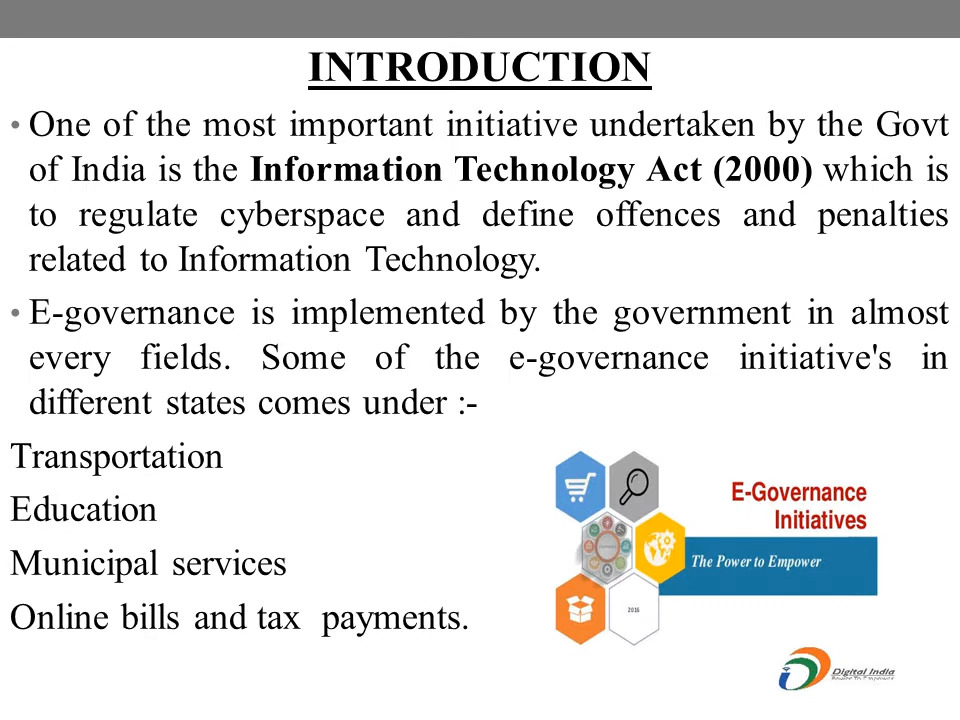 INTRODUCTION
• One of the most important initiative undertaken by the Govt
of India is the Information Technology Act (2000) which is
to regulate cyberspace and define offences and penalties
related to Information Technology.
• E-governance is implemented by the government in almost
every fields. Some of the e-governance initiative's in
different states comes under :-
Transportation
Education
Municipal services
Online bills and tax payments.
E-Governance
Initiatives
The Power to Empower
2016
Digital India
Power To Empower